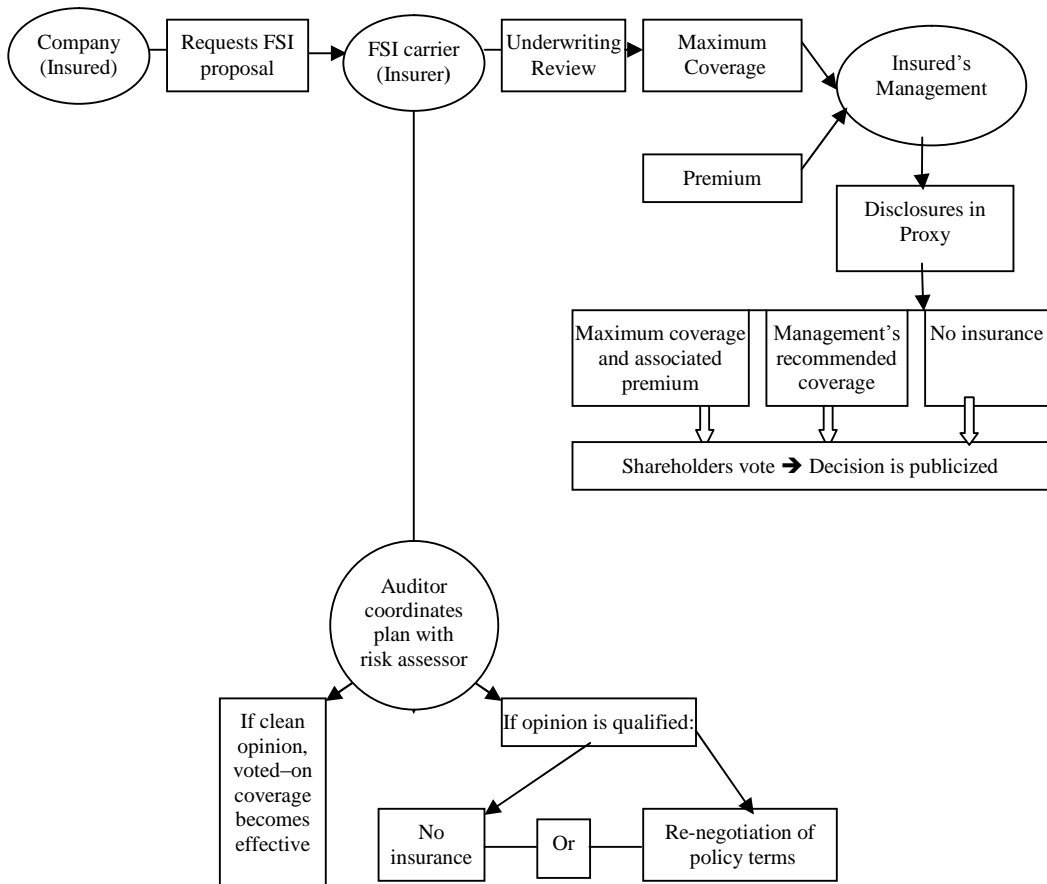 Company
(Insured)
Requests FSI
proposal
FSI carrier
(Insurer)
Underwriting
Review
Maximum
Coverage
Insured’s
Management
Premium
Disclosures in
Proxy
Maximum coverage
and associated
premium
Management’s
recommended
coverage
No insurance
Shareholders vote ➔ Decision is publicized
Auditor
coordinates
plan with
risk assessor
If clean
opinion,
voted–on
coverage
becomes
effective
If opinion is qualified:
No
insurance
Or
Re-negotiation of
policy terms